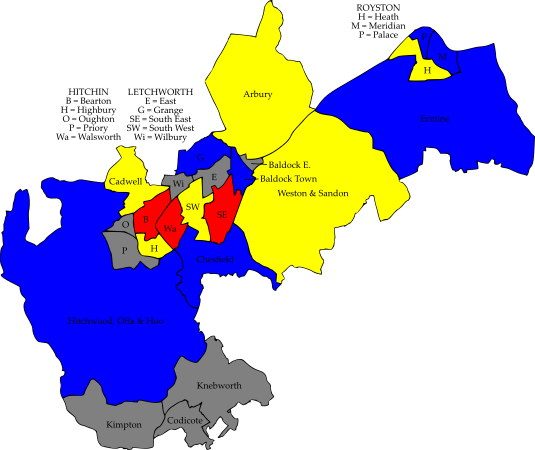 ROYSTON
H = Heath
M = Meridian
P = Palace
P
M
H
Ermine
Arbury
HITCHIN
B = Bearton
H = Highbury
O = Oughton
P = Priory
Wa = Walsworth
LETCHWORTH
E = East
G = Grange
SE = South East
SW = South West
Wi = Wilbury
G
Baldock E.
Baldock Town
Weston & Sandon
Cadwell
Wi
E
SW
SE
B
Wa
O
P
H
Chesfield
Hitchwood, Offa & Hoo
Knebworth
Kimpton
Codicote